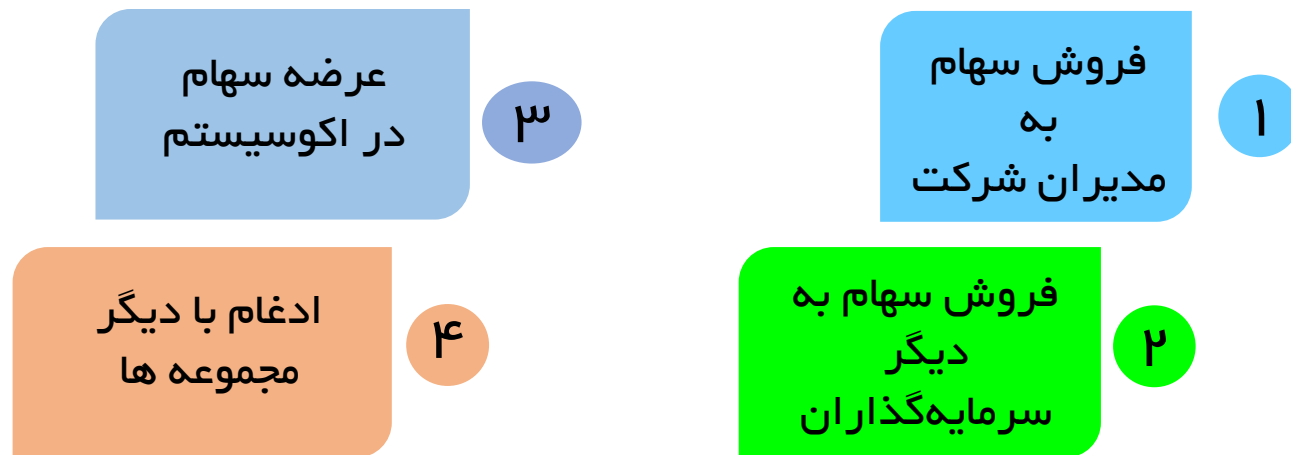 ۱
فروش سهام
به
مدیران شرکت
۲
فروش سهام به
دیگر
سرمایه‌گذاران
۳
عرضه سهام
در اکوسیستم
۴
ادغام با دیگر
مجموعه ها